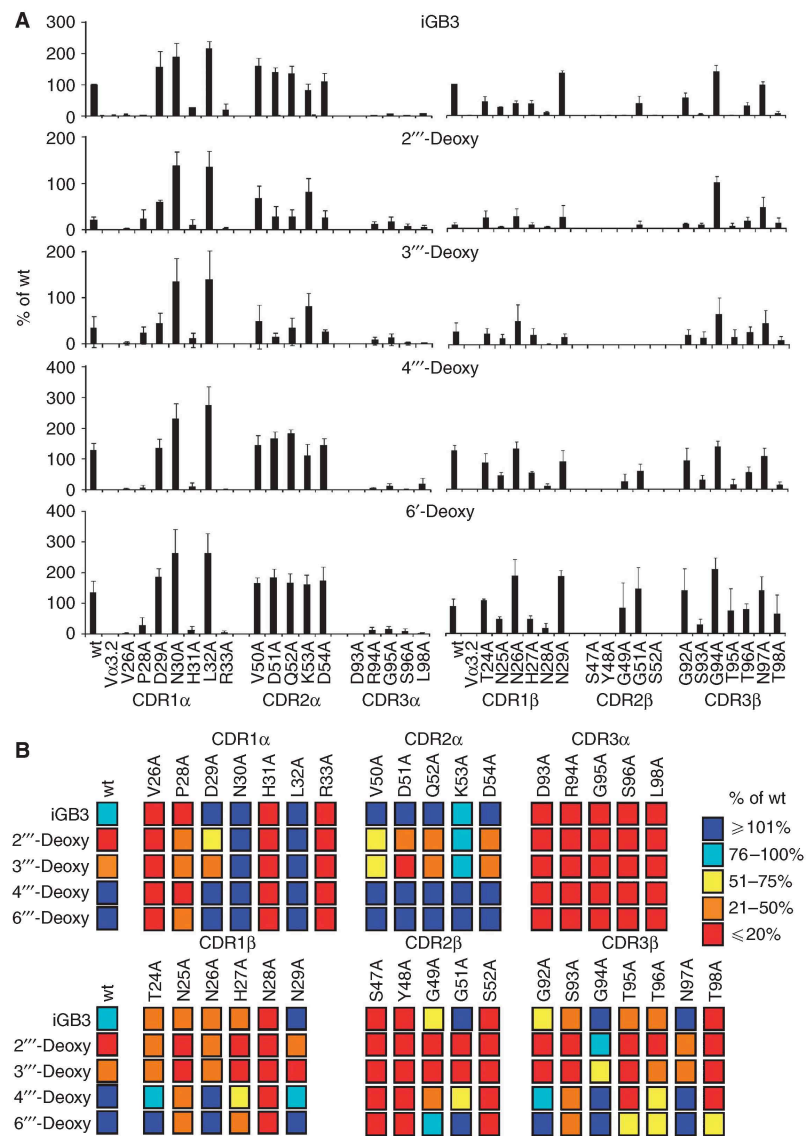 A
iGB3
300
200
100
0
2‴-Deoxy
200
100
0
3‴-Deoxy
200
100
0
% of wt
4‴-Deoxy
400
300
200
100
0
6′-Deoxy
400
300
200
100
0
wt Vα3.2 V26A P28A D29A N30A H31A L32A R33A V50A D51A Q52A K53A D54A D93A R94A G95A S96A L98A wt Vα3.2 T24A N25A N26A H27A N28A N29A S47A Y48A G49A G51A S52A G92A S93A G94A T95A T96A N97A T98A
CDR1α CDR2α CDR3α CDR1β CDR2β CDR3β
B
CDR1α CDR2α CDR3α
wt V26A P28A D29A N30A H31A L32A R33A V50A D51A Q52A K53A D54A D93A R94A G95A S96A L98A
iGB3
2‴-Deoxy
3‴-Deoxy
4‴-Deoxy
6‴-Deoxy
% of wt
⩾101%
76–100%
51–75%
21–50%
⩽20%
CDR1β CDR2β CDR3β
wt T24A N25A N26A H27A N28A N29A S47A Y48A G49A G51A S52A G92A S93A G94A T95A T96A N97A T98A
iGB3
2‴-Deoxy
3‴-Deoxy
4‴-Deoxy
6‴-Deoxy